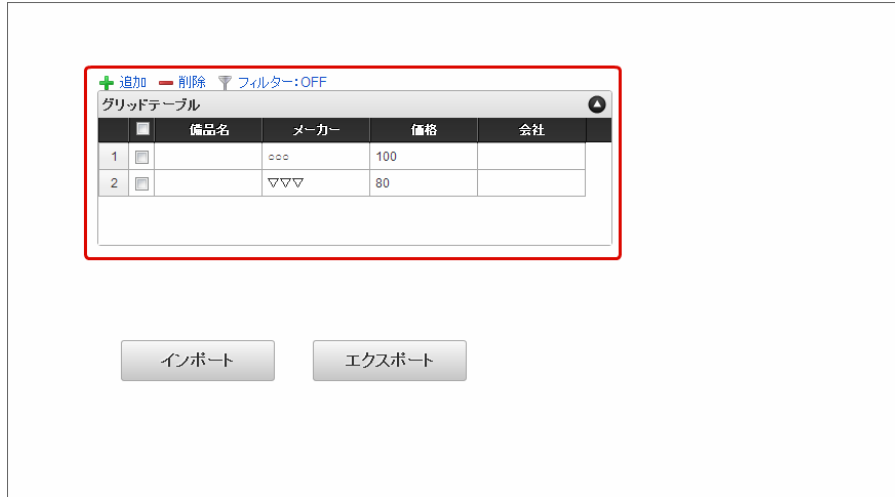 追加 削除 フィルター:OFF
グリッドテーブル
備品名 メーカー 価格 会社
1 ○○○ 100
2 ▽▽▽ 80
インポート エクスポート